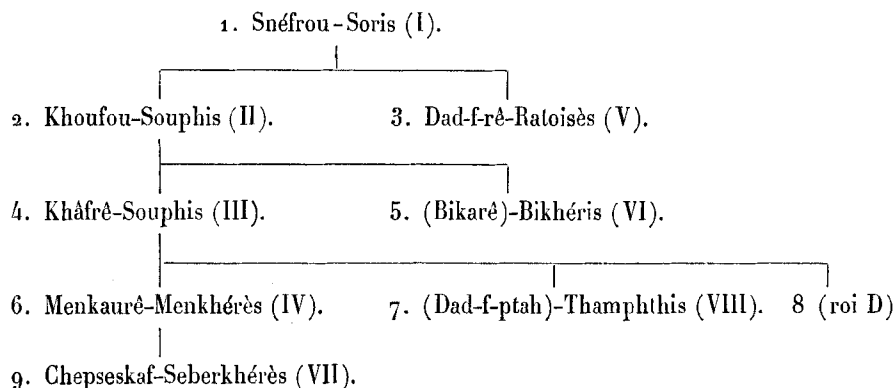 1. Snéfrou-Soris (I).
2. Khoufou-Souphis (II). 3. Dad-f-rê-Ratoisès (V).
4. Khâfrê-Souphis (III). 5. (Bikarê)-Bikhéris (VI).
6. Menkaurê-Menkhérès (IV). 7. (Dad-f-ptah)-Thamphthis (VIII). 8 (roi D)
9. Chepseskaf-Seberkhérès (VII).